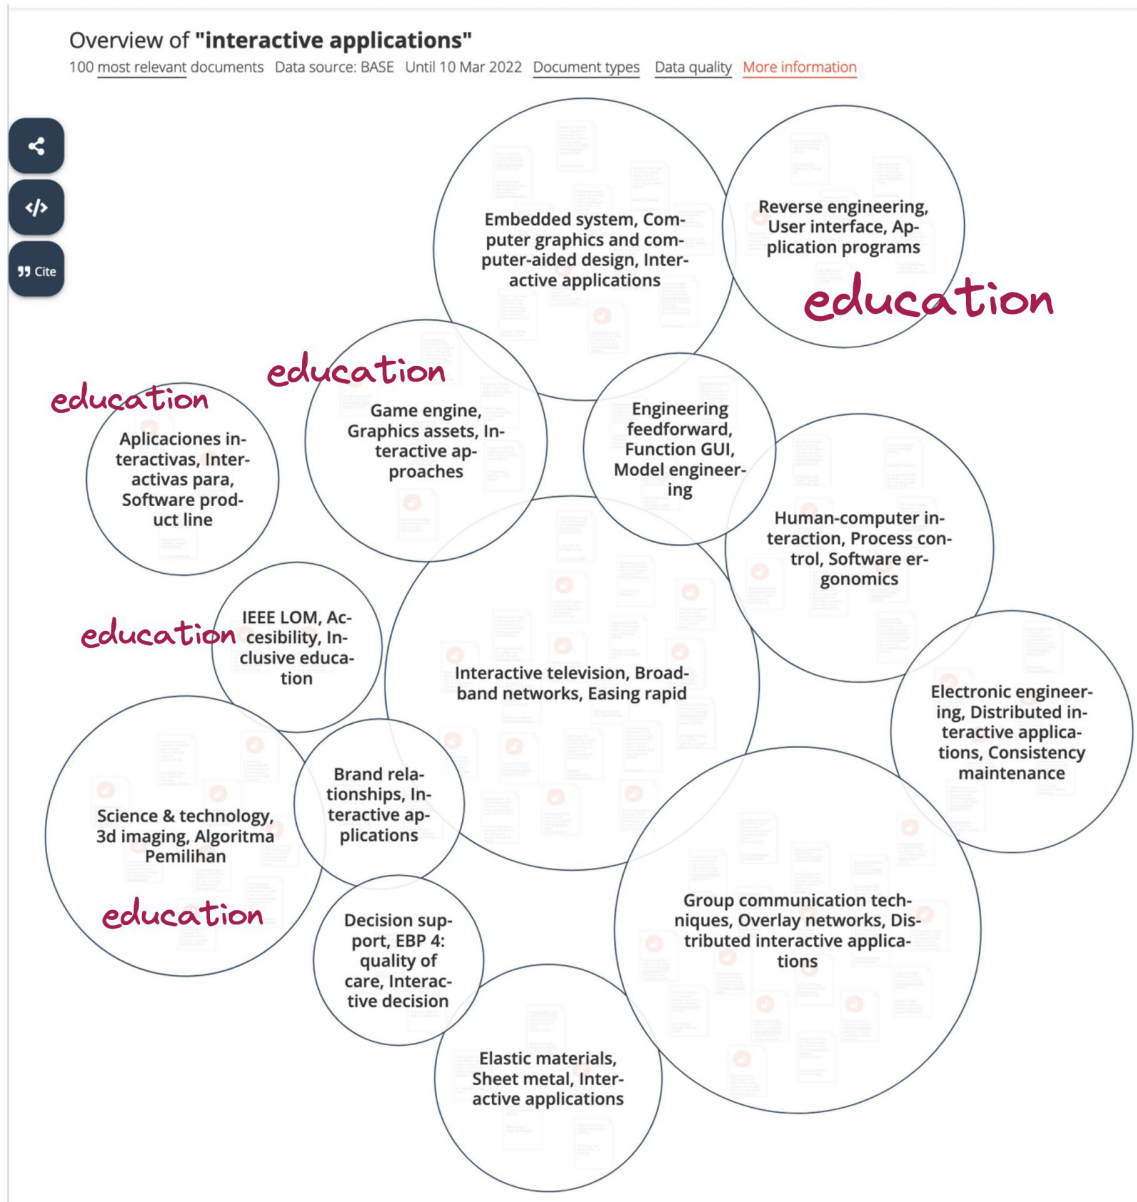 Overview of "interactive applications"
100 most relevant documents Data source: BASE Until 10 Mar 2022 Document types Data quality More information
Cite
Embedded system, Com-
puter graphics and com-
puter-aided design, Inter-
active applications
Reverse engineering,
User interface, Ap-
plication programs
education
education
Game engine,
Graphics assets, In-
teractive ap-
proaches
education
Aplicaciones in-
teractivas, Inter-
activas para,
Software prod-
uct line
Engineering
feedforward,
Function GUI,
Model engineer-
ing
Human-computer in-
teraction, Process con-
trol, Software er-
gonomics
education
IEEE LOM, Ac-
cesibility, In-
clusive educa-
tion
Interactive television, Broad-
band networks, Easing rapid
Electronic engineer-
ing, Distributed in-
teractive applica-
tions, Consistency
maintenance
Brand rela-
tionships, In-
teractive ap-
plications
Science & technology,
3d imaging, Algoritma
Pemilihan
education
Group communication tech-
niques, Overlay networks, Dis-
tributed interactive applica-
tions
Decision sup-
port, EBP 4:
quality of
care, Interac-
tive decision
Elastic materials,
Sheet metal, Inter-
active applications